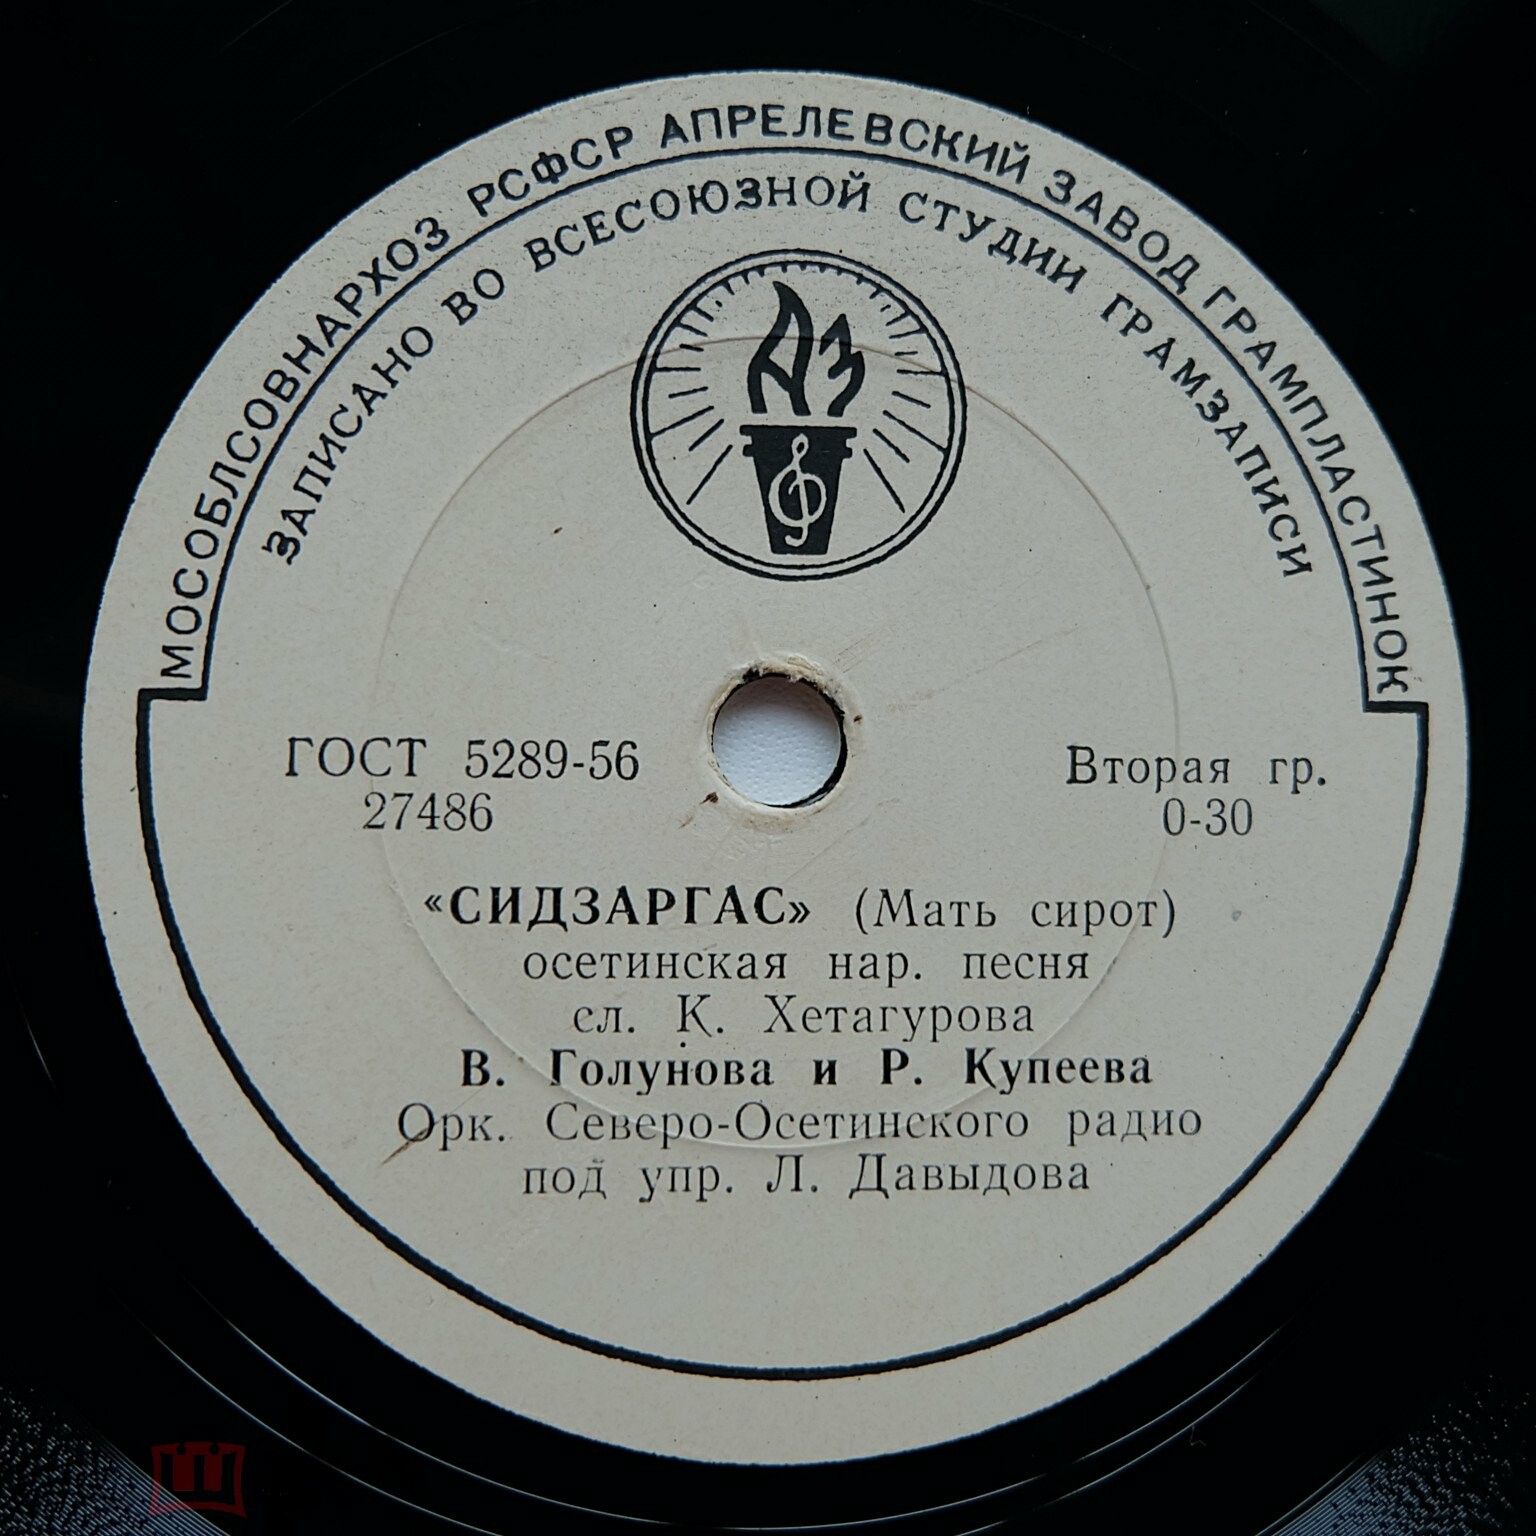 МОСОБЛСОВНАРХОЗ РСФСР АПРЕЛЕВСКИЙ ЗАВОД ГРАМПЛАСТИНОК
ЗАПИСАНО ВО ВСЕСОЮЗНОЙ СТУДИИ ГРАМЗАПИСИ
АЗ
ГОСТ 5289-56
27486
Вторая гр.
0-30
«СИДЗАРГАС» (Мать сирот)
осетинская нар. песня
сл. К. Хетагурова
В. Голунова и Р. Купеева
Орк. Северо-Осетинского радио
под упр. Л. Давыдова